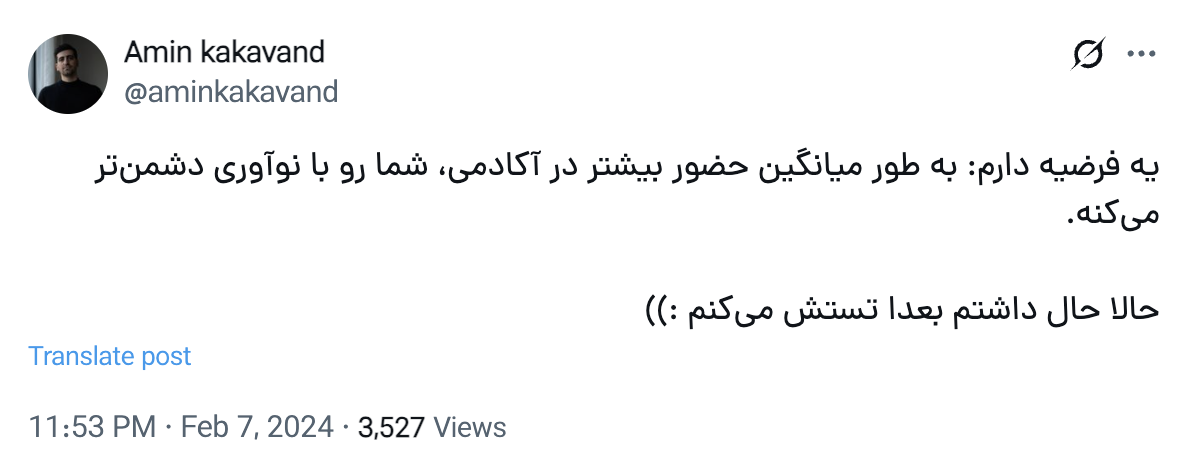 Amin kakavand
@aminkakavand
یه فرضیه دارم: به طور میانگین حضور بیشتر در آکادمی، شما رو با نوآوری دشمن‌تر
می‌کنه.
حالا حال داشتم بعدا تستش می‌کنم :))
Translate post
11:53 PM · Feb 7, 2024 · 3,527 Views